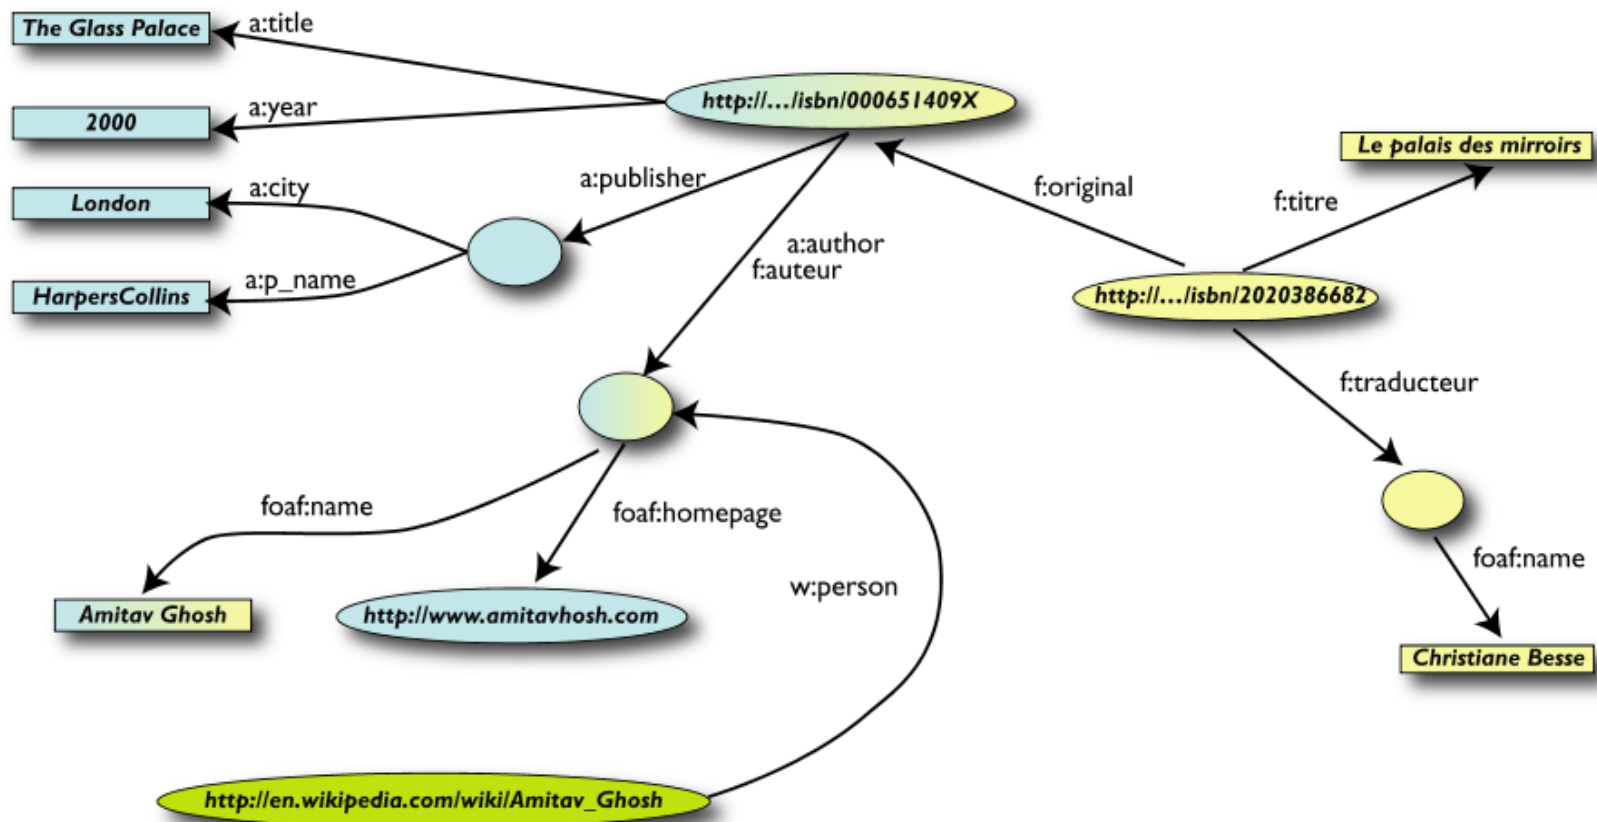 The Glass Palace
a:title
http://.../isbn/000651409X
2000
a:year
Le palais des mirroirs
London
a:city
a:publisher
f:original
f:titre
a:author
f:auteur
HarpersCollins
a:p_name
http://.../isbn/2020386682
f:traducteur
foaf:name
foaf:homepage
w:person
foaf:name
Amitav Ghosh
http://www.amitavhosh.com
Christiane Besse
http://en.wikipedia.com/wiki/Amitav_Ghosh